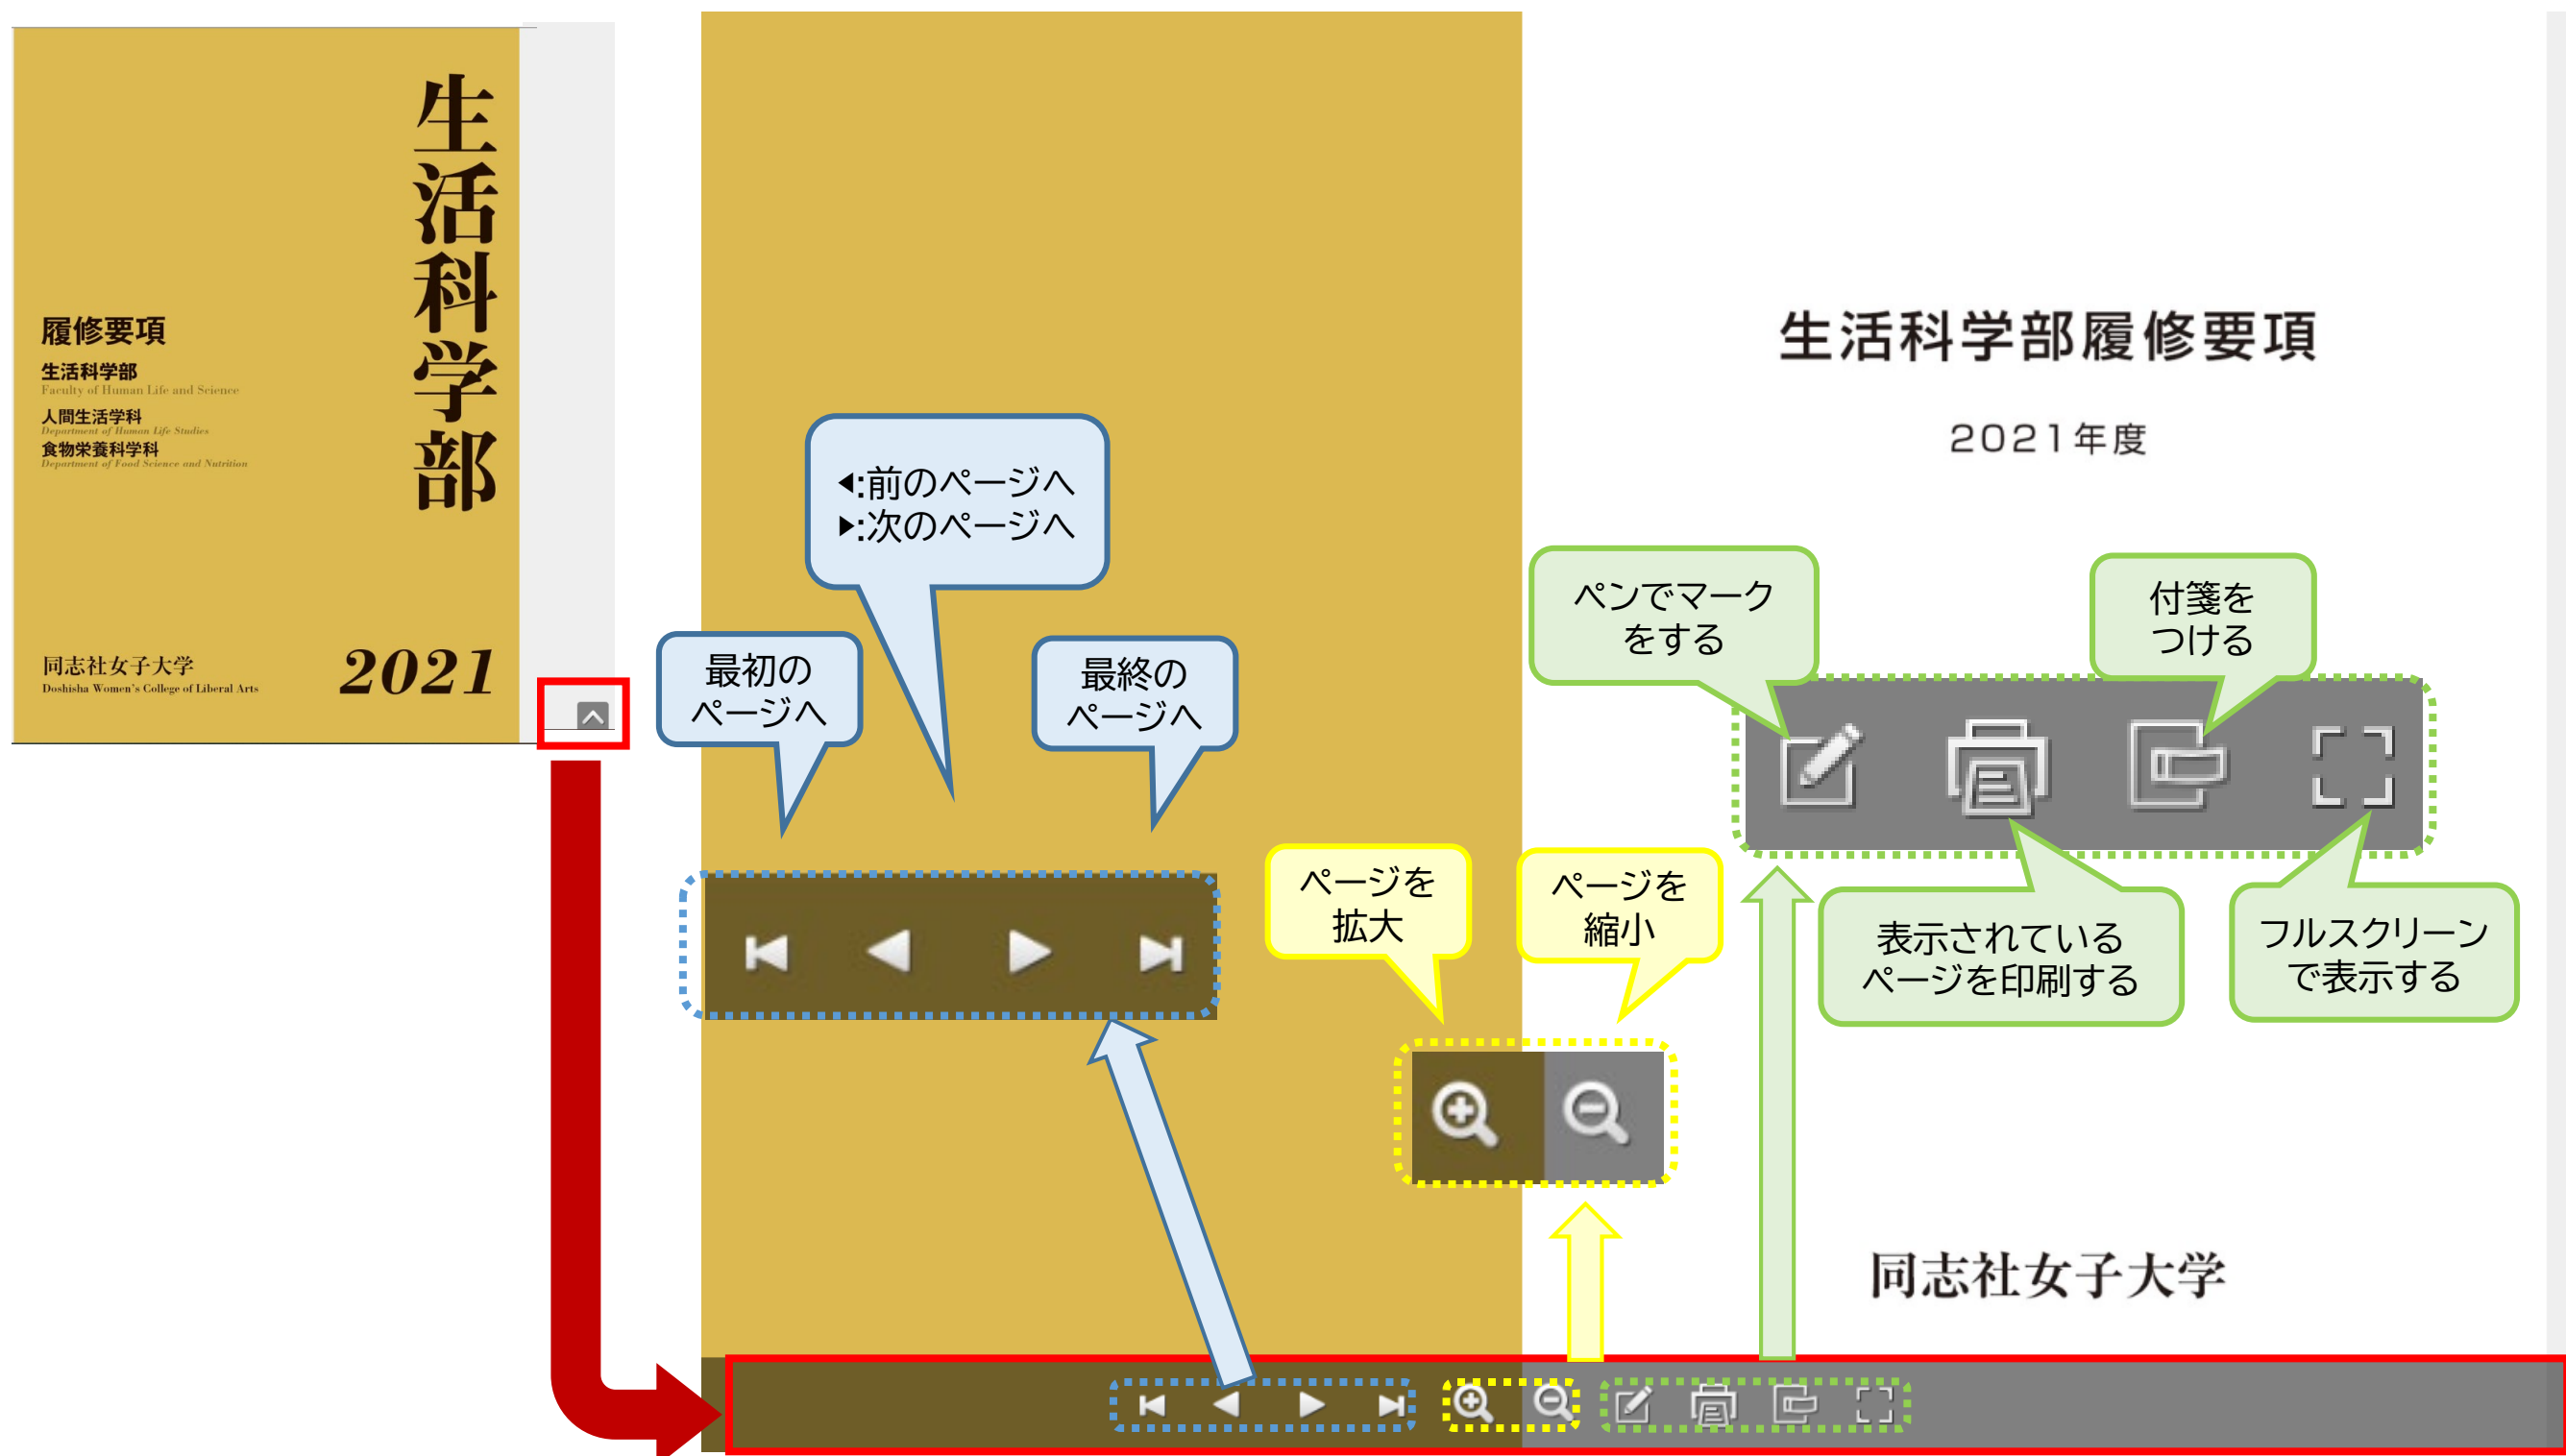 生活科学部
履修要項
生活科学部
Faculty of Human Life and Science
人間生活学科
Department of Human Life Studies
食物栄養科学科
Department of Food Science and Nutrition
同志社女子大学
Doshisha Women's College of Liberal Arts
2021
生活科学部履修要項
2021年度
◀:前のページへ
▶:次のページへ
最初の
ページへ
最終の
ページへ
ペンでマーク
をする
付箋を
つける
ページを
拡大
ページを
縮小
表示されている
ページを印刷する
フルスクリーン
で表示する
同志社女子大学